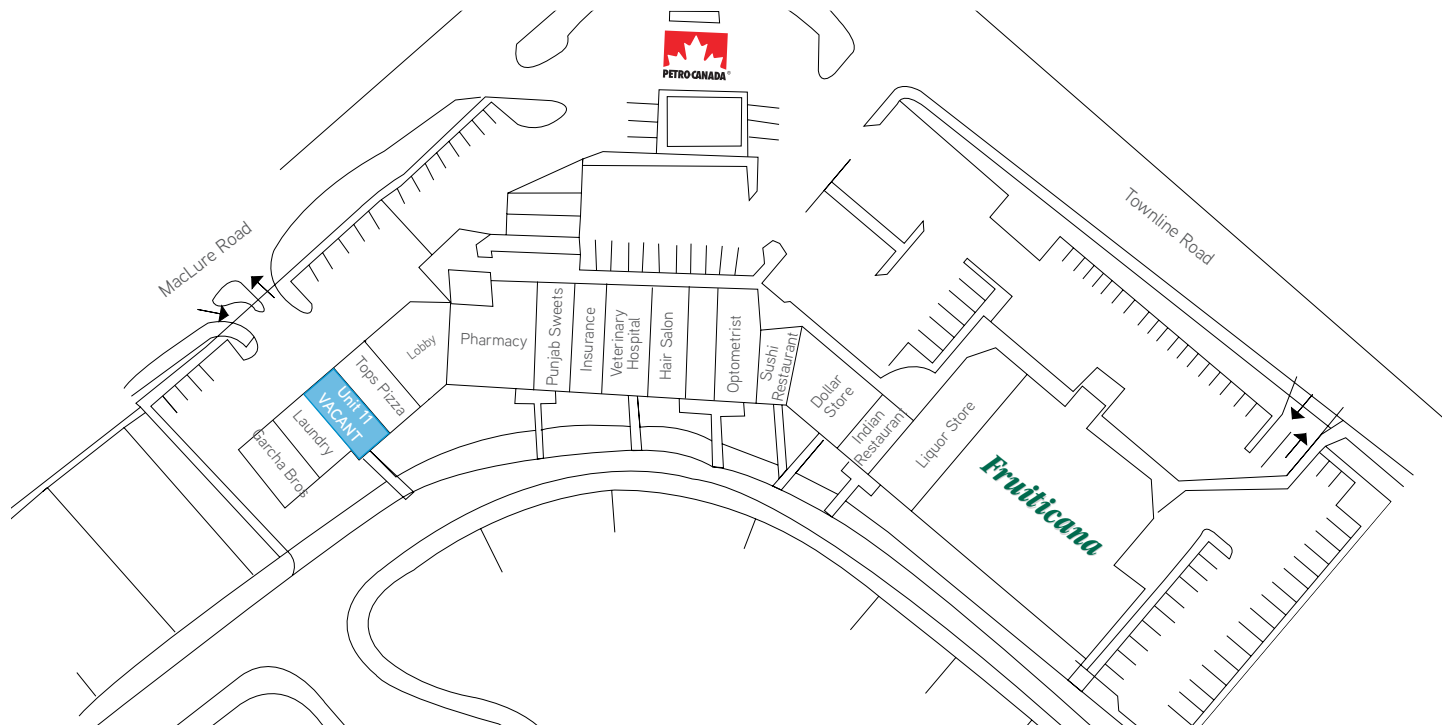 PETRO-CANADA®
MacLure Road
Townline Road
Garcha Bros
Laundry
Unit 11
VACANT
Tops Pizza
Lobby
Pharmacy
Punjab Sweets
Insurance
Veterinary
Hospital
Hair Salon
Optometrist
Sushi
Restaurant
Dollar
Store
Indian
Restaurant
Liquor Store
Fruiticana